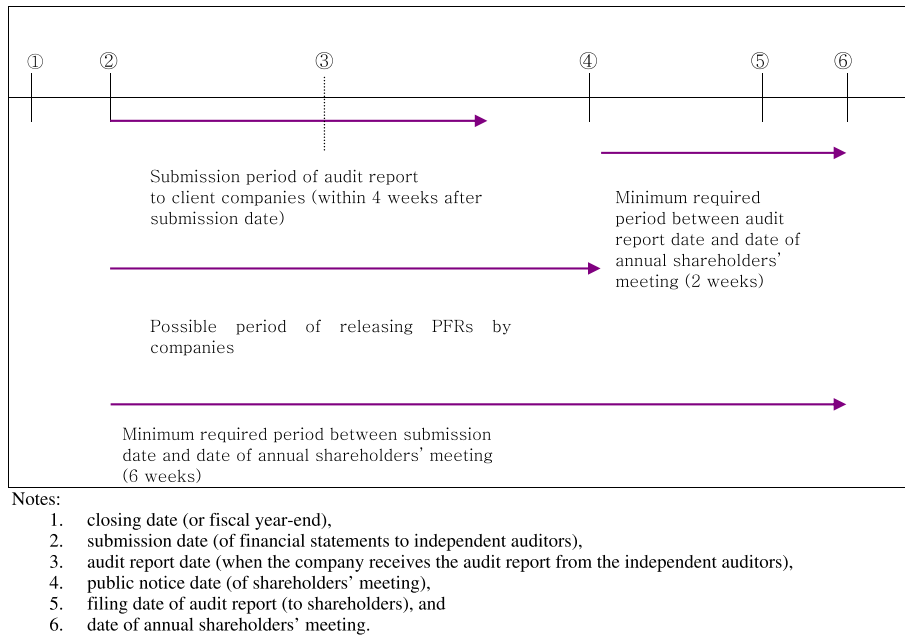 ① ② ③ ④ ⑤ ⑥
Submission period of audit report
to client companies (within 4 weeks after
submission date)
Minimum required
period between audit
report date and date of
annual shareholders’
meeting (2 weeks)
Possible period of releasing PFRs by
companies
Minimum required period between submission
date and date of annual shareholders’ meeting
(6 weeks)
Notes:
1. closing date (or fiscal year-end),
2. submission date (of financial statements to independent auditors),
3. audit report date (when the company receives the audit report from the independent auditors),
4. public notice date (of shareholders’ meeting),
5. filing date of audit report (to shareholders), and
6. date of annual shareholders’ meeting.